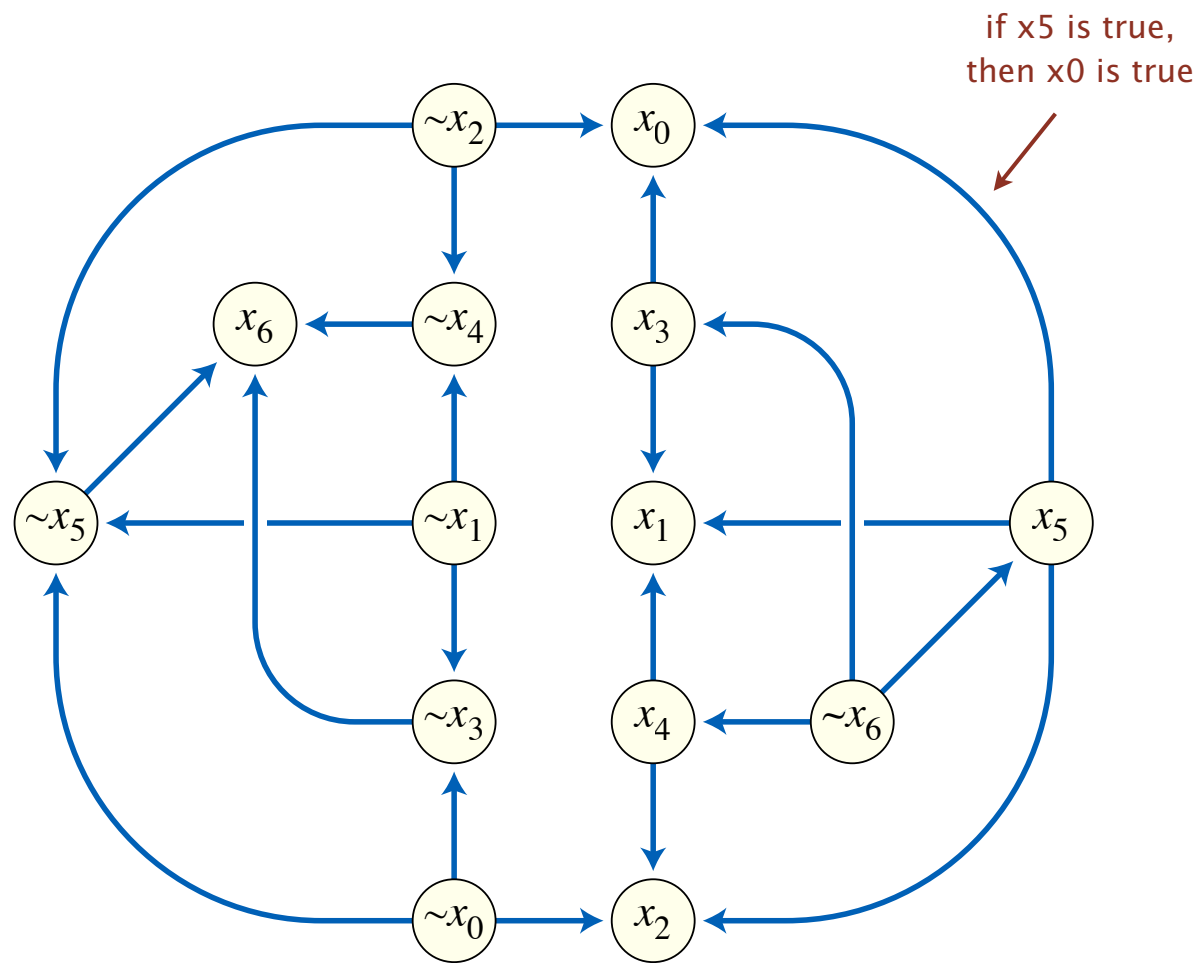 if x5 is true,
then x0 is true
~x2
x0
x6
~x4
x3
~x5
~x1
x1
x5
~x3
x4
~x6
~x0
x2